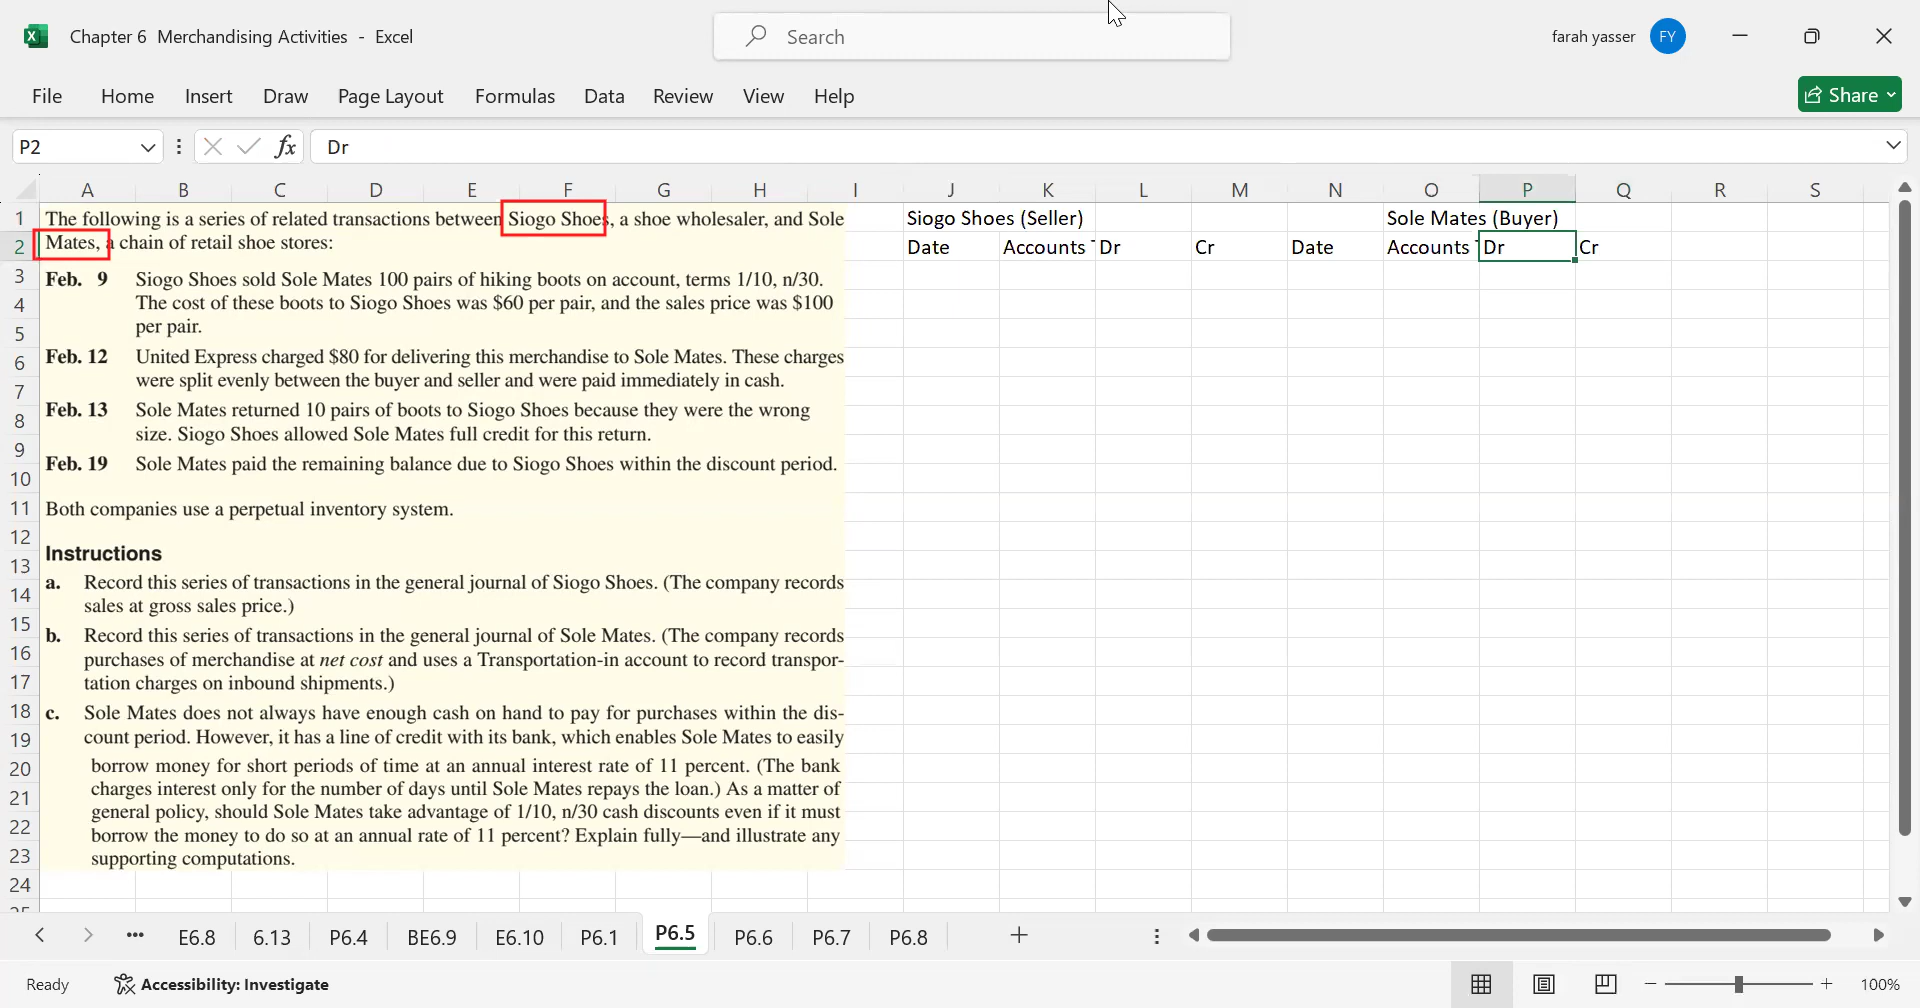 Chapter 6 Merchandising Activities - Excel
Search
farah yasser
FY
File Home Insert Draw Page Layout Formulas Data Review View Help
Share
P2
fx
Dr
A B C D E F G H I J K L M N O P Q R S
1
2
3
4
5
6
7
8
9
10
11
12
13
14
15
16
17
18
19
20
21
22
23
24
The following is a series of related transactions between Siogo Shoes, a shoe wholesaler, and Sole
Mates, a chain of retail shoe stores:
Feb. 9 Siogo Shoes sold Sole Mates 100 pairs of hiking boots on account, terms 1/10, n/30.
The cost of these boots to Siogo Shoes was $60 per pair, and the sales price was $100
per pair.
Feb. 12 United Express charged $80 for delivering this merchandise to Sole Mates. These charges
were split evenly between the buyer and seller and were paid immediately in cash.
Feb. 13 Sole Mates returned 10 pairs of boots to Siogo Shoes because they were the wrong
size. Siogo Shoes allowed Sole Mates full credit for this return.
Feb. 19 Sole Mates paid the remaining balance due to Siogo Shoes within the discount period.
Both companies use a perpetual inventory system.
Instructions
a. Record this series of transactions in the general journal of Siogo Shoes. (The company records
sales at gross sales price.)
b. Record this series of transactions in the general journal of Sole Mates. (The company records
purchases of merchandise at net cost and uses a Transportation-in account to record transpor-
tation charges on inbound shipments.)
c. Sole Mates does not always have enough cash on hand to pay for purchases within the dis-
count period. However, it has a line of credit with its bank, which enables Sole Mates to easily
borrow money for short periods of time at an annual interest rate of 11 percent. (The bank
charges interest only for the number of days until Sole Mates repays the loan.) As a matter of
general policy, should Sole Mates take advantage of 1/10, n/30 cash discounts even if it must
borrow the money to do so at an annual rate of 11 percent? Explain fully—and illustrate any
supporting computations.
Siogo Shoes (Seller) Sole Mates (Buyer)
Date Accounts Dr Cr Date Accounts Dr Cr
E6.8 6.13 P6.4 BE6.9 E6.10 P6.1 P6.5 P6.6 P6.7 P6.8
Ready Accessibility: Investigate 100%